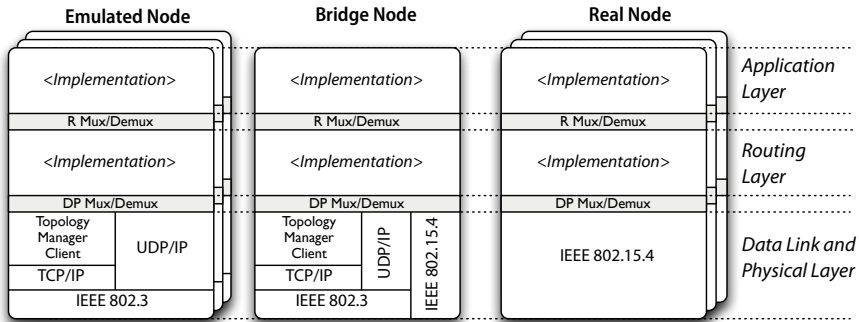 Emulated Node
Bridge Node
Real Node
<Implementation>
<Implementation>
<Implementation>
Application
Layer
R Mux/Demux
R Mux/Demux
R Mux/Demux
<Implementation>
<Implementation>
<Implementation>
Routing
Layer
DP Mux/Demux
DP Mux/Demux
DP Mux/Demux
Topology
Manager
Client
UDP/IP
TCP/IP
IEEE 802.3
Topology
Manager
Client
UDP/IP
TCP/IP
IEEE 802.3
IEEE 802.15.4
IEEE 802.15.4
Data Link and
Physical Layer